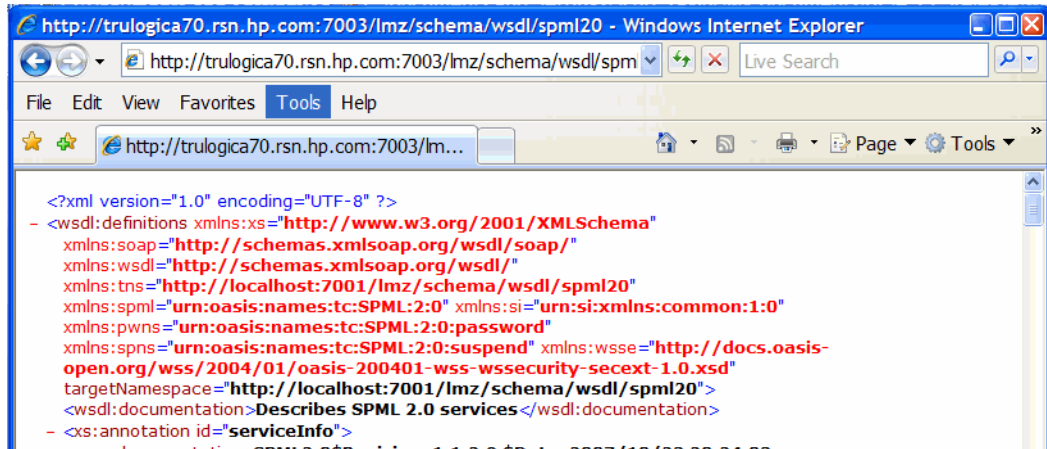 http://trulogica70.rsn.hp.com:7003/lmz/schema/wsdl/spml20 - Windows Internet Explorer
http://trulogica70.rsn.hp.com:7003/lmz/schema/wsdl/spm Live Search
File Edit View Favorites Tools Help
http://trulogica70.rsn.hp.com:7003/lm... Page Tools »
<?xml version="1.0" encoding="UTF-8" ?>
- <wsdl:definitions xmlns:xs="http://www.w3.org/2001/XMLSchema"
xmlns:soap="http://schemas.xmlsoap.org/wsdl/soap/"
xmlns:wsdl="http://schemas.xmlsoap.org/wsdl/"
xmlns:tns="http://localhost:7001/lmz/schema/wsdl/spml20"
xmlns:spml="urn:oasis:names:tc:SPML:2:0" xmlns:si="urn:si:xmlns:common:1:0"
xmlns:pwns="urn:oasis:names:tc:SPML:2:0:password"
xmlns:spns="urn:oasis:names:tc:SPML:2:0:suspend" xmlns:wsse="http://docs.oasis-
open.org/wss/2004/01/oasis-200401-wss-wssecurity-secext-1.0.xsd"
targetNamespace="http://localhost:7001/lmz/schema/wsdl/spml20">
<wsdl:documentation>Describes SPML 2.0 services</wsdl:documentation>
- <xs:annotation id="serviceInfo">